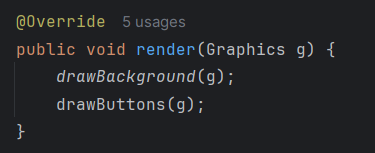 @Override 5 usages
public void render(Graphics g) {
    drawBackground(g);
    drawButtons(g);
}